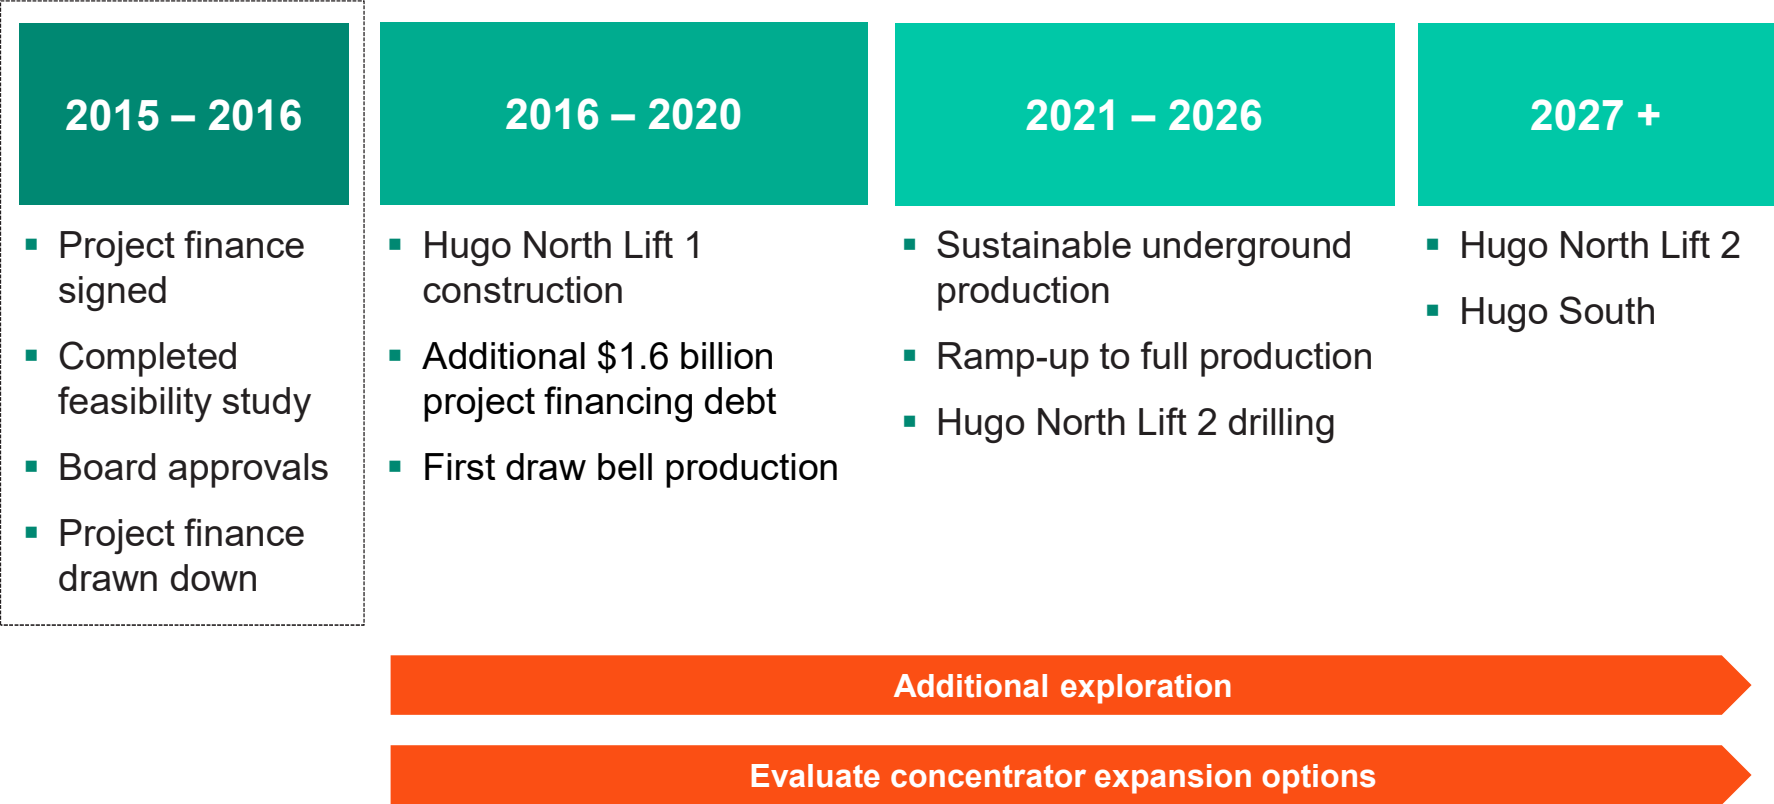 2015 – 2016
Project finance
signed
Completed
feasibility study
Board approvals
Project finance
drawn down
2016 – 2020
Hugo North Lift 1
construction
Additional $1.6 billion
project financing debt
First draw bell production
2021 – 2026
Sustainable underground
production
Ramp-up to full production
Hugo North Lift 2 drilling
2027 +
Hugo North Lift 2
Hugo South
Additional exploration
Evaluate concentrator expansion options